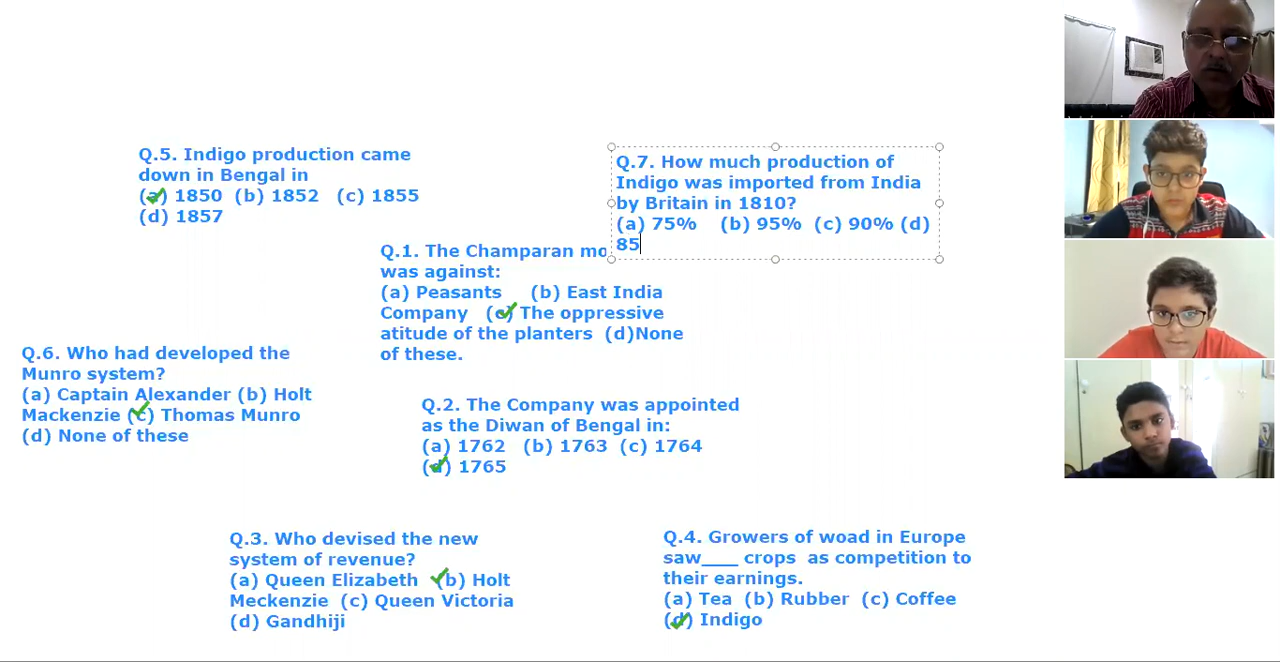 Q.5. Indigo production came
down in Bengal in
(a) 1850 (b) 1852 (c) 1855
(d) 1857
Q.7. How much production of
Indigo was imported from India
by Britain in 1810?
(a) 75% (b) 95% (c) 90% (d)
85
Q.1. The Champaran mo
was against:
(a) Peasants (b) East India
Company (c) The oppressive
atitude of the planters (d)None
of these.
Q.6. Who had developed the
Munro system?
(a) Captain Alexander (b) Holt
Mackenzie (c) Thomas Munro
(d) None of these
Q.2. The Company was appointed
as the Diwan of Bengal in:
(a) 1762 (b) 1763 (c) 1764
(d) 1765
Q.3. Who devised the new
system of revenue?
(a) Queen Elizabeth (b) Holt
Meckenzie (c) Queen Victoria
(d) Gandhiji
Q.4. Growers of woad in Europe
saw___ crops as competition to
their earnings.
(a) Tea (b) Rubber (c) Coffee
(d) Indigo